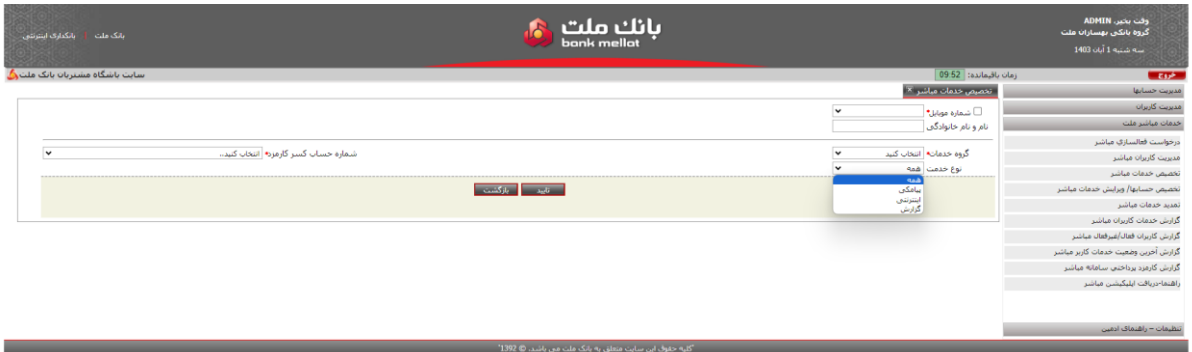 وقت بخیر، ADMIN
گروه بانکی بهسازان ملت
سه شنبه 1 آبان 1403
بانك ملت
bank mellat
بانک ملت | بانکداری اینترنتی
خروج
زمان باقیمانده: 09:52
سایت باشگاه مشتریان بانک ملت
مدیریت حسابها
مدیریت کاربران
خدمات مباشر ملت
درخواست فعالسازی مباشر
مدیریت کاربران مباشر
تخصیص خدمات مباشر
تخصیص حسابها/ ویرایش خدمات مباشر
تمدید خدمات مباشر
گزارش خدمات کاربران مباشر
گزارش کاربران فعال/غیرفعال مباشر
گزارش آخرین وضعیت خدمات کاربر مباشر
گزارش کارمزد پرداختی سامانه مباشر
راهنما-دریافت اپلیکیشن مباشر
تنظیمات – راهنمای ادمین
تخصیص خدمات مباشر ×
شماره موبایل*
نام و نام خانوادگی
گروه خدمات* انتخاب کنید
شماره حساب کسر کارمزد* انتخاب کنید..
نوع خدمت همه
همه
پیامکی
اینترنتی
گزارش
تایید بازگشت
"کلیه حقوق این سایت متعلق به بانک ملت می باشد. © 1392"